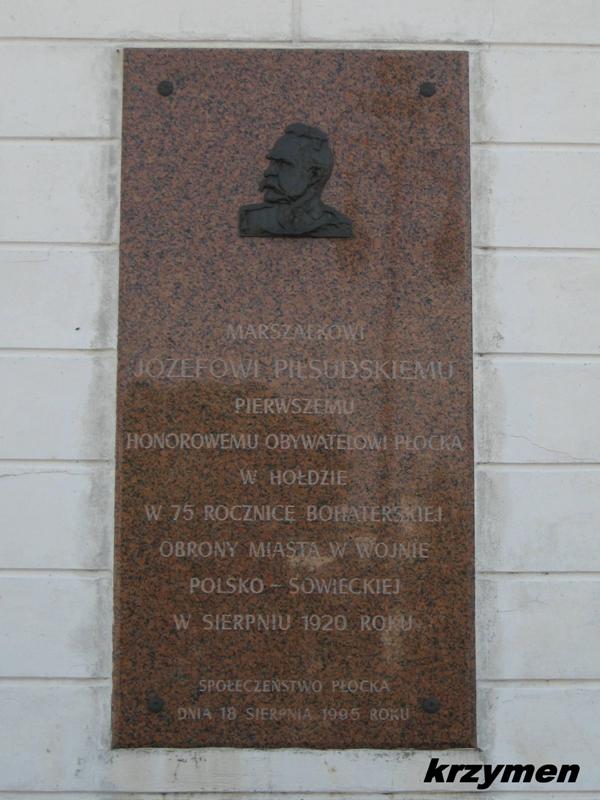 MARSZAŁKOWI
JÓZEFOWI PIŁSUDSKIEMU
PIERWSZEMU
HONOROWEMU OBYWATELOWI PŁOCKA
W HOŁDZIE
W 75 ROCZNICĘ BOHATERSKIEJ
OBRONY MIASTA W WOJNIE
POLSKO – SOWIECKIEJ
W SIERPNIU 1920 ROKU
SPOŁECZEŃSTWO PŁOCKA
DNIA 18 SIERPNIA 1995 ROKU
krzymen